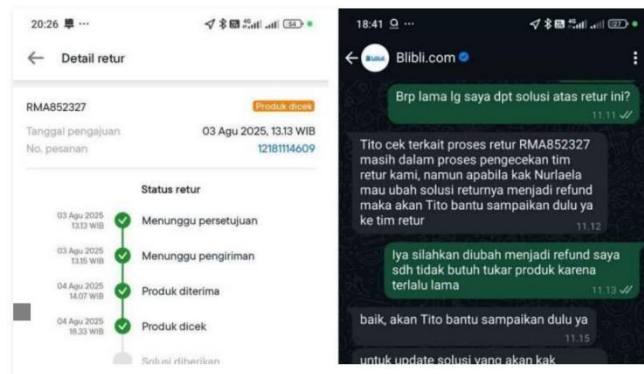 20:26
54
Detail retur
RMA852327
Produk dicek
Tanggal pengajuan
03 Agu 2025, 13.13 WIB
No. pesanan
12181114609
Status retur
03 Agu 2025
13.13 WIB
Menunggu persetujuan
03 Agu 2025
13.15 WIB
Menunggu pengiriman
04 Agu 2025
14.07 WIB
Produk diterima
04 Agu 2025
18.33 WIB
Produk dicek
Solusi diberikan
18:41
Blibli.com
Brp lama lg saya dpt solusi atas retur ini?
11.11
Tito cek terkait proses retur RMA852327
masih dalam proses pengecekan tim
retur kami, namun apabila kak Nurlaela
mau ubah solusi returnya menjadi refund
maka akan Tito bantu sampaikan dulu ya
ke tim retur
11.12
Iya silahkan diubah menjadi refund saya
sdh tidak butuh tukar produk karena
terlalu lama
11.13
baik, akan Tito bantu sampaikan dulu ya
11.15
untuk update solusi yang akan kak